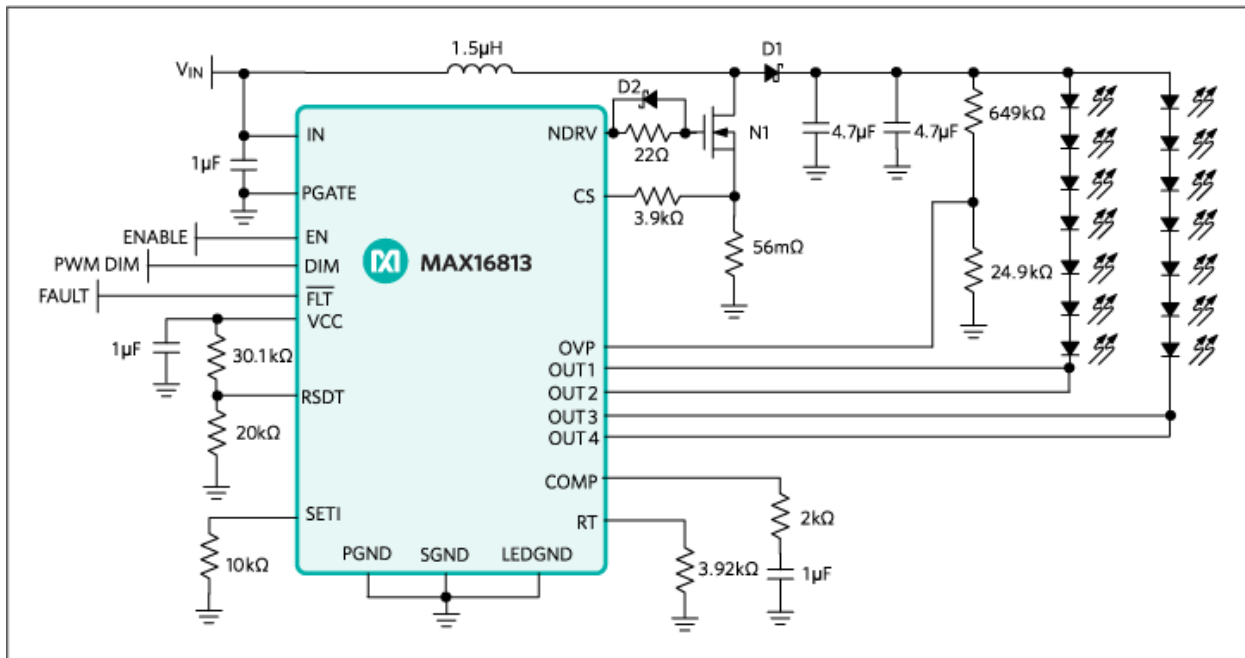 1.5μH
D1
VIN
D2
IN
NDRV
N1
22Ω
4.7μF
4.7μF
649kΩ
1μF
PGATE
CS
3.9kΩ
ENABLE
EN
56mΩ
PWM DIM
DIM
MAX16813
24.9kΩ
FAULT
FLT
VCC
1μF
30.1kΩ
OVP
OUT1
RSDT
OUT2
OUT3
20kΩ
OUT4
COMP
SETI
RT
2kΩ
10kΩ
PGND
SGND
LEDGND
3.92kΩ
1μF